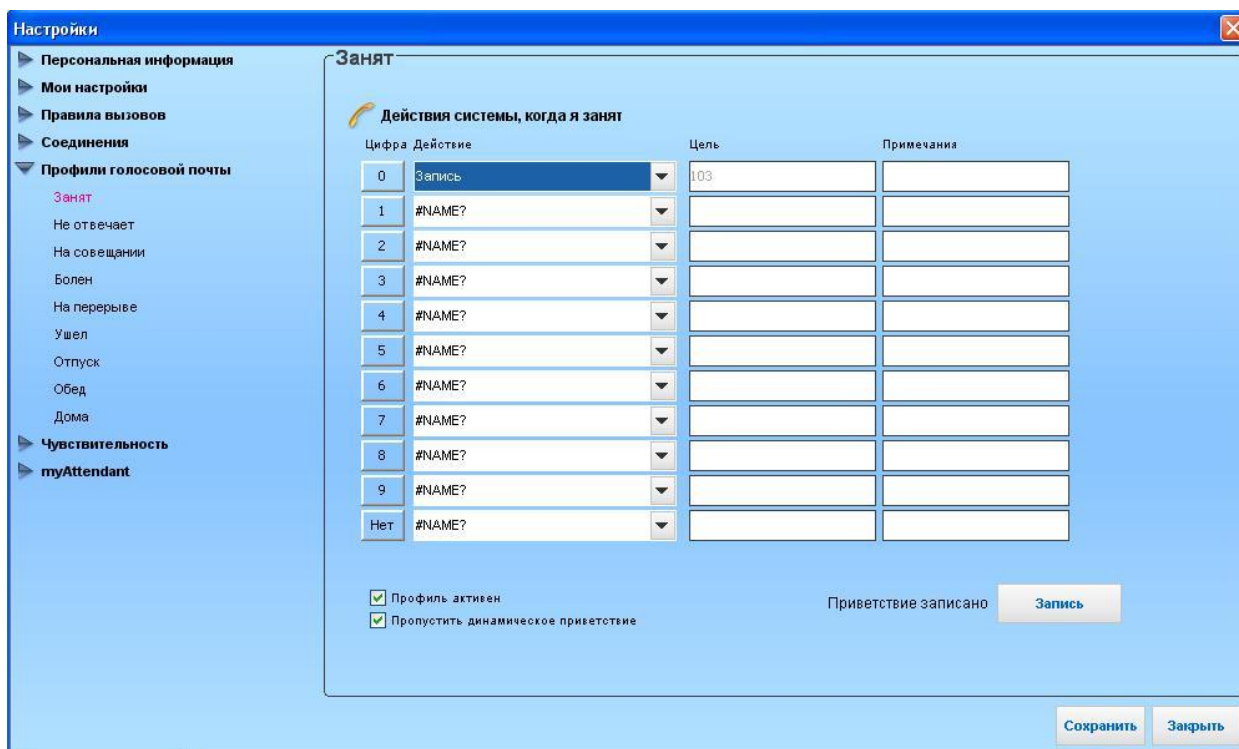 Настройки
Персональная информация
Мои настройки
Правила вызовов
Соединения
Профили голосовой почты
Занят
Не отвечает
На совещании
Болен
На перерыве
Ушел
Отпуск
Обед
Дома
Чувствительность
myAttendant
Занят
Действия системы, когда я занят
Цифра Действие Цель Примечания
0 Запись 103
1 #NAME?
2 #NAME?
3 #NAME?
4 #NAME?
5 #NAME?
6 #NAME?
7 #NAME?
8 #NAME?
9 #NAME?
Нет #NAME?
Профиль активен
Пропустить динамическое приветствие
Приветствие записано Запись
Сохранить Закрыть